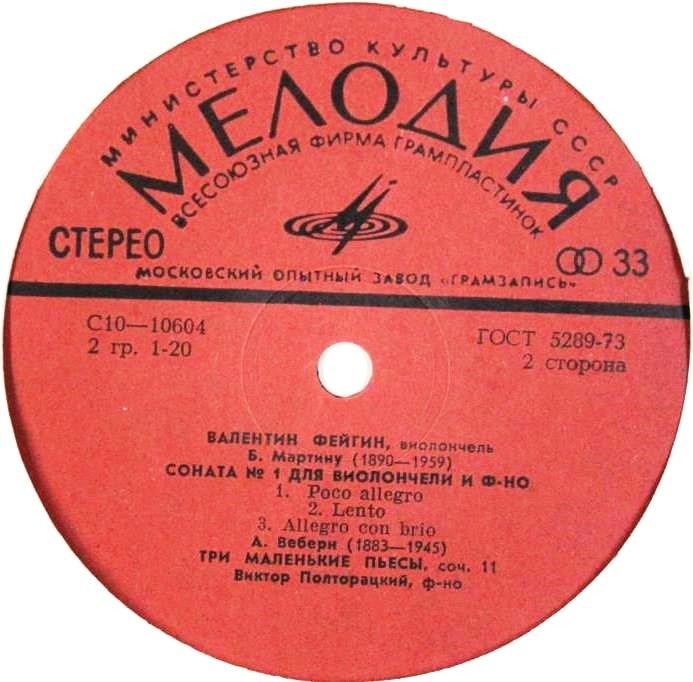 МИНИСТЕРСТВО КУЛЬТУРЫ СССР
МЕЛОДИЯ
ВСЕСОЮЗНАЯ ФИРМА ГРАМПЛАСТИНОК
СТЕРЕО
33
МОСКОВСКИЙ ОПЫТНЫЙ ЗАВОД «ГРАМЗАПИСЬ»
С10—10604
2 гр. 1-20
ГОСТ 5289-73
2 сторона
ВАЛЕНТИН ФЕЙГИН, виолончель
Б. Мартину (1890—1959)
СОНАТА № 1 ДЛЯ ВИОЛОНЧЕЛИ И Ф-НО
1. Poco allegro
2. Lento
3. Allegro con brio
А. Веберн (1883—1945)
ТРИ МАЛЕНЬКИЕ ПЬЕСЫ, соч. 11
Виктор Полторацкий, ф-но